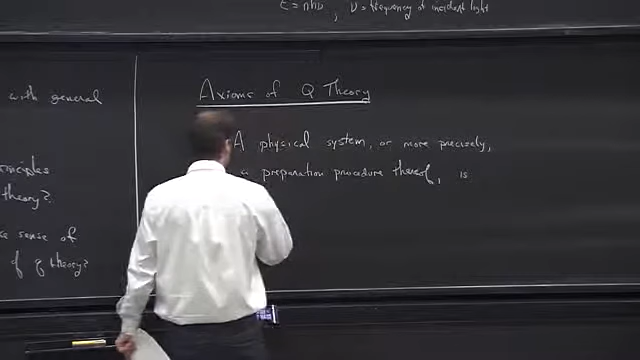 E = nhν, ν = frequency of incident light
with general
theory?
sense of
of q theory?
Axioms of Q Theory
A physical system, or more precisely,
a preparation procedure thereof, is